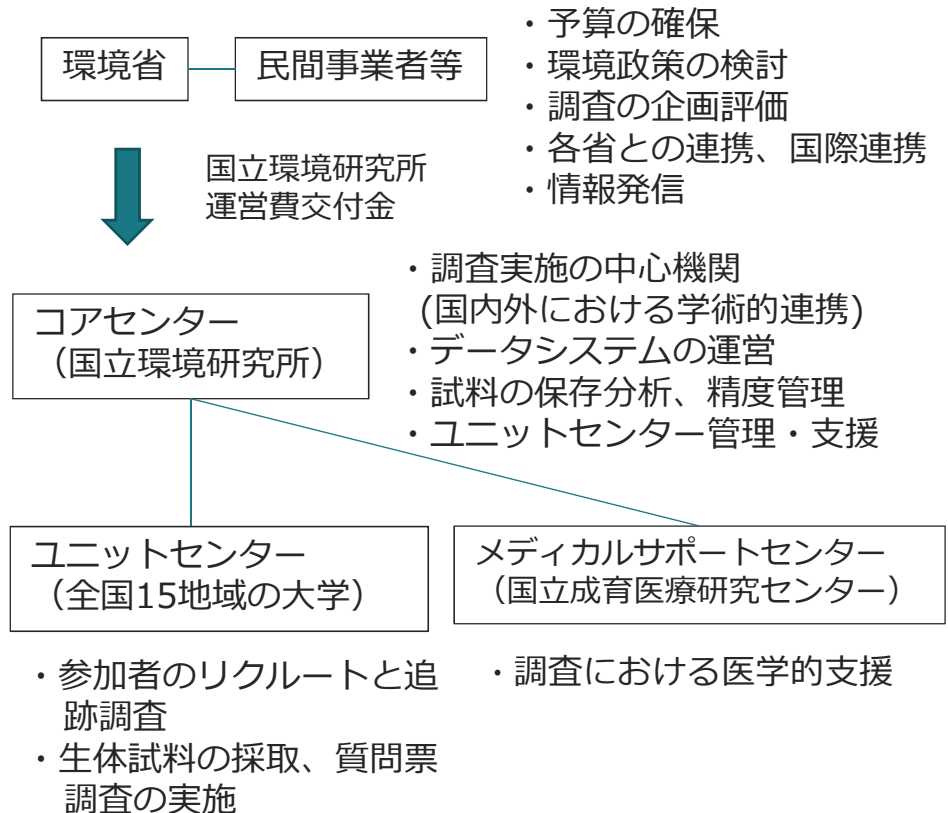 環境省
民間事業者等
・予算の確保
・環境政策の検討
・調査の企画評価
・各省との連携、国際連携
・情報発信
国立環境研究所
運営費交付金
コアセンター
（国立環境研究所）
・調査実施の中心機関
(国内外における学術的連携)
・データシステムの運営
・試料の保存分析、精度管理
・ユニットセンター管理・支援
ユニットセンター
（全国15地域の大学）
・参加者のリクルートと追
跡調査
・生体試料の採取、質問票
調査の実施
メディカルサポートセンター
（国立成育医療研究センター）
・調査における医学的支援